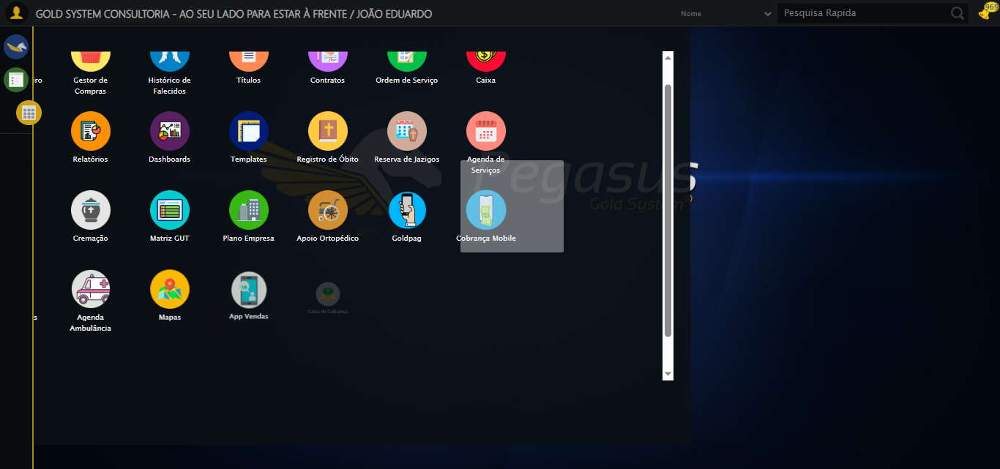 GOLD SYSTEM CONSULTORIA - AO SEU LADO PARA ESTAR À FRENTE / JOÃO EDUARDO
Nome
Pesquisa Rapida
969
iro
Gestor de
Compras
Histórico de
Falecidos
Títulos
Contratos
Ordem de Serviço
Caixa
Relatórios
Dashboards
Templates
Registro de Óbito
Reserva de Jazigos
Agenda de
Serviços
Pegasus
Gold System
Cremação
Matriz GUT
Plano Empresa
Apoio Ortopédico
Goldpag
Cobrança Mobile
s
Agenda
Ambulância
Mapas
App Vendas
Carta de Cobrança